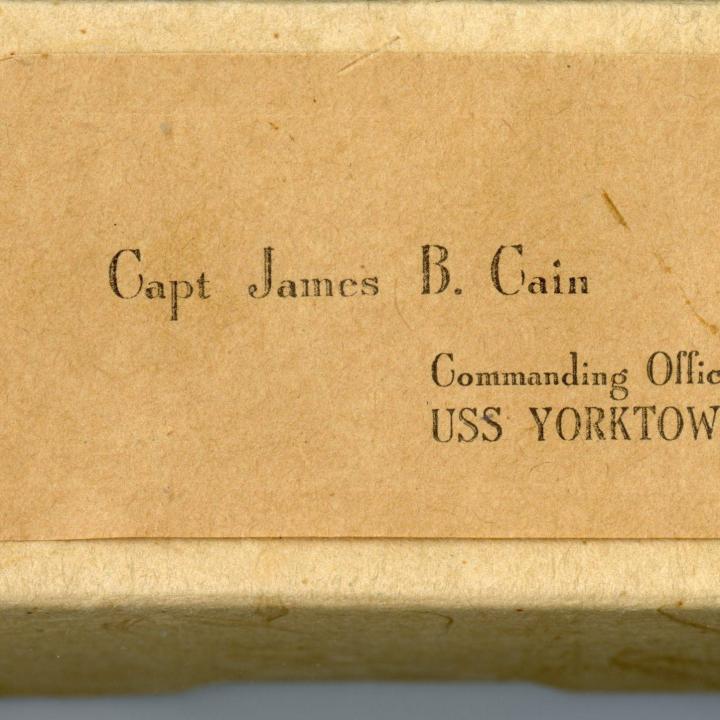 Capt James B. Cain
Commanding Offic
USS YORKTOW